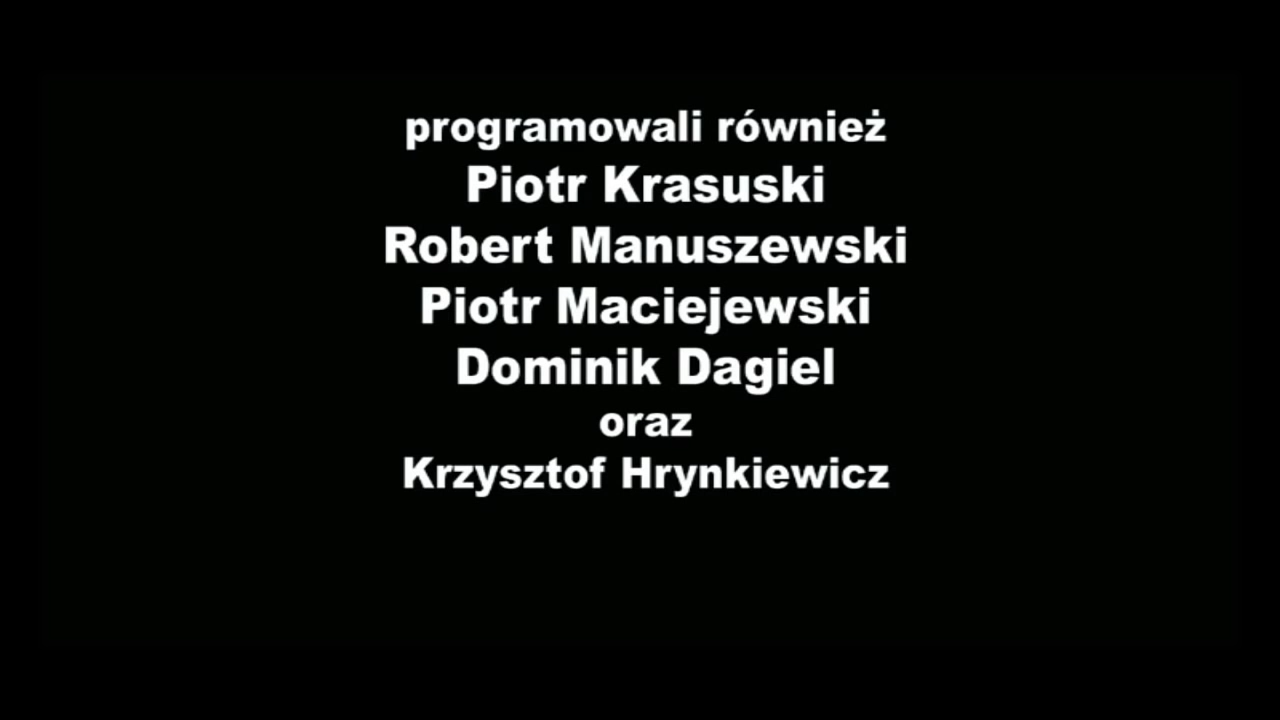 programowali również
Piotr Krasuski
Robert Manuszewski
Piotr Maciejewski
Dominik Dagiel
oraz
Krzysztof Hrynkiewicz